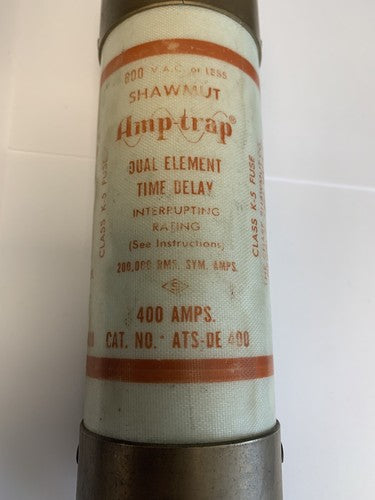 600 V.A.C. or LESS
SHAWMUT
Amp-trap®
DUAL ELEMENT
TIME DELAY
INTERRUPTING
RATING
(See Instructions)
200,000 RMS. SYM. AMPS.
400 AMPS.
CAT. NO. ATS-DE 400
CLASS K-5 FUSE
CLASS K-5 FUSE